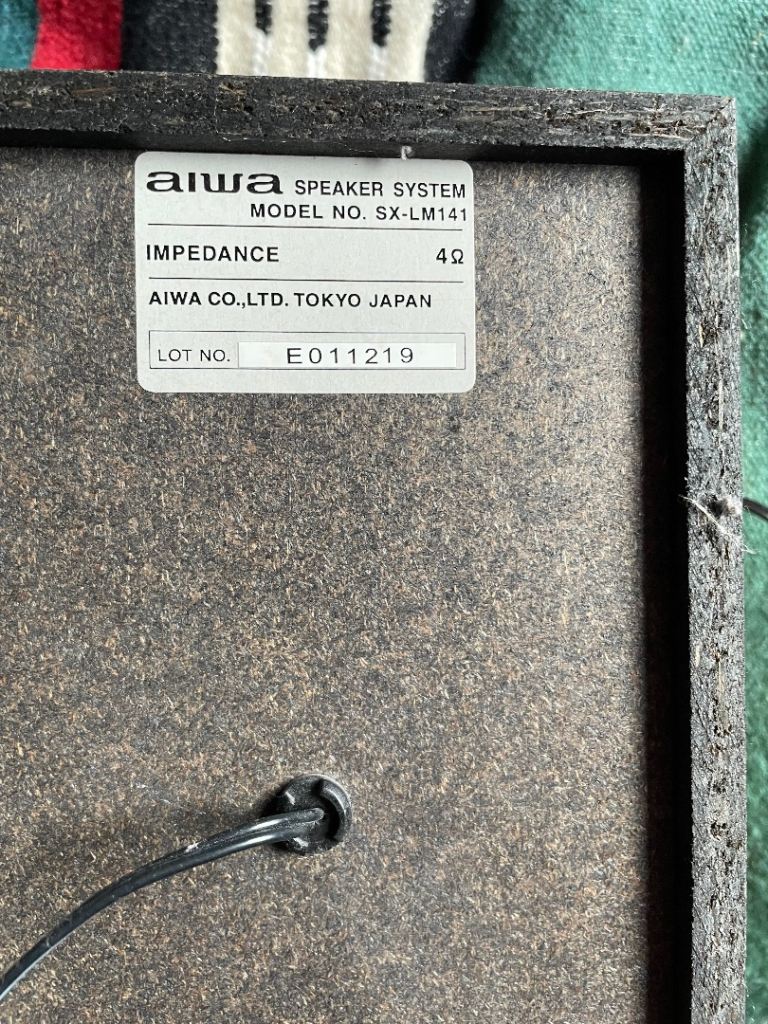 aiwa SPEAKER SYSTEM
MODEL NO. SX-LM141
IMPEDANCE 4Ω
AIWA CO.,LTD. TOKYO JAPAN
LOT NO. E011219